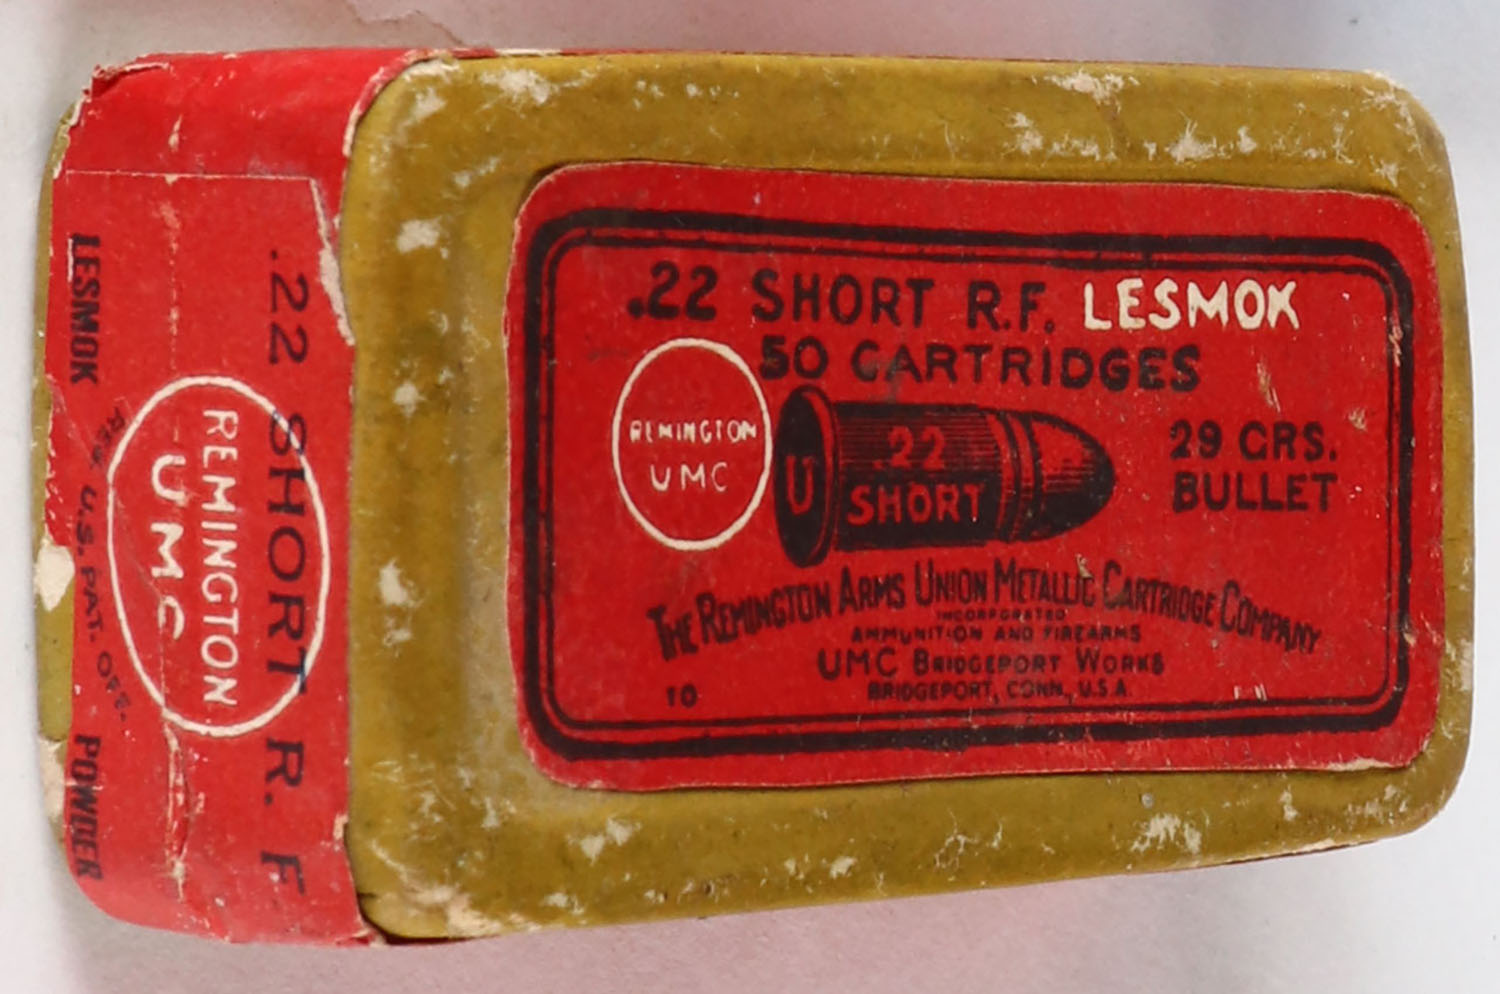 .22 SHORT R.F. LESMOK
50 CARTRIDGES
REMINGTON
UMC
U
.22
SHORT
29 GRS.
BULLET
THE REMINGTON ARMS UNION METALLIC CARTRIDGE COMPANY
INCORPORATED
AMMUNITION AND FIREARMS
UMC BRIDGEPORT WORKS
BRIDGEPORT, CONN., U.S.A.
10
.22 SHORT R. F
REMINGTON
UMC
REG. U.S. PAT. OFF.
LESMOK POWDER